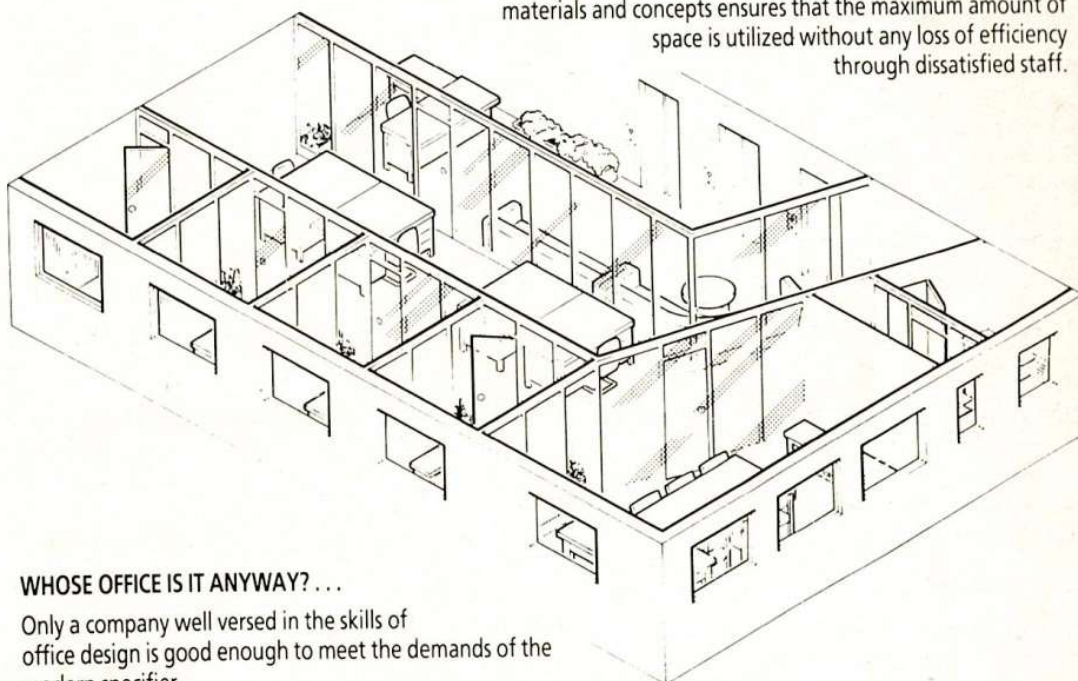 materials and concepts ensures that the maximum amount of
space is utilized without any loss of efficiency
through dissatisfied staff.
WHOSE OFFICE IS IT ANYWAY? . . .
Only a company well versed in the skills of
office design is good enough to meet the demands of the
modern specifier